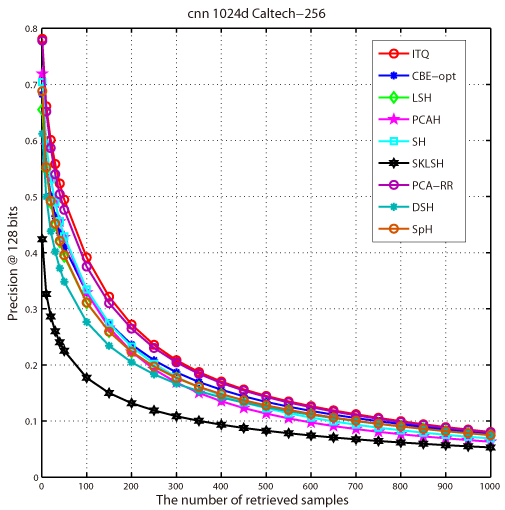 cnn 1024d Caltech−256
Precision @ 128 bits
0.8
0.7
0.6
0.5
0.4
0.3
0.2
0.1
0
ITQ
CBE−opt
LSH
PCAH
SH
SKLSH
PCA−RR
DSH
SpH
0 100 200 300 400 500 600 700 800 900 1000
The number of retrieved samples